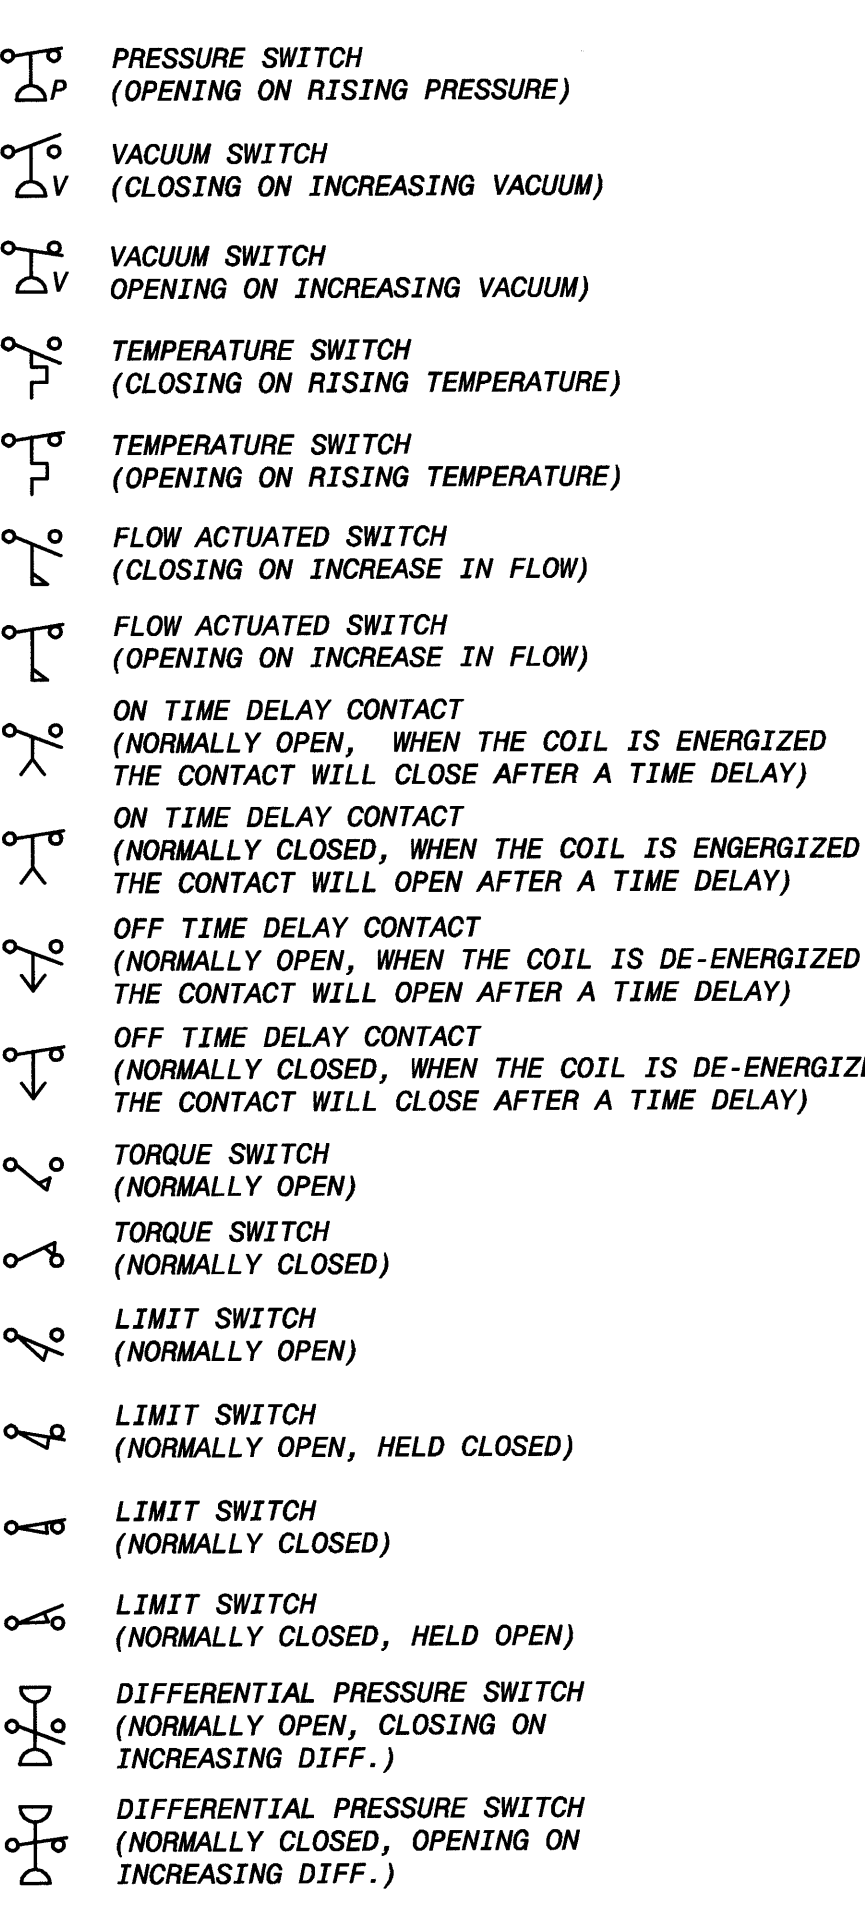 PRESSURE SWITCH
P (OPENING ON RISING PRESSURE)
VACUUM SWITCH
V (CLOSING ON INCREASING VACUUM)
VACUUM SWITCH
V OPENING ON INCREASING VACUUM)
TEMPERATURE SWITCH
(CLOSING ON RISING TEMPERATURE)
TEMPERATURE SWITCH
(OPENING ON RISING TEMPERATURE)
FLOW ACTUATED SWITCH
(CLOSING ON INCREASE IN FLOW)
FLOW ACTUATED SWITCH
(OPENING ON INCREASE IN FLOW)
ON TIME DELAY CONTACT
(NORMALLY OPEN, WHEN THE COIL IS ENERGIZED
THE CONTACT WILL CLOSE AFTER A TIME DELAY)
ON TIME DELAY CONTACT
(NORMALLY CLOSED, WHEN THE COIL IS ENGERGIZED
THE CONTACT WILL OPEN AFTER A TIME DELAY)
OFF TIME DELAY CONTACT
(NORMALLY OPEN, WHEN THE COIL IS DE-ENERGIZED
THE CONTACT WILL OPEN AFTER A TIME DELAY)
OFF TIME DELAY CONTACT
(NORMALLY CLOSED, WHEN THE COIL IS
THE CONTACT WILL CLOSE AFTER A TIME DELAY)
TORQUE SWITCH
(NORMALLY OPEN)
TORQUE SWITCH
(NORMALLY CLOSED)
LIMIT SWITCH
(NORMALLY OPEN)
LIMIT SWITCH
(NORMALLY OPEN, HELD CLOSED)
LIMIT SWITCH
(NORMALLY CLOSED)
LIMIT SWITCH
(NORMALLY CLOSED, HELD OPEN)
DIFFERENTIAL PRESSURE SWITCH
(NORMALLY OPEN, CLOSING ON
INCREASING DIFF.)
DIFFERENTIAL PRESSURE SWITCH
(NORMALLY CLOSED, OPENING ON
INCREASING DIFF.)